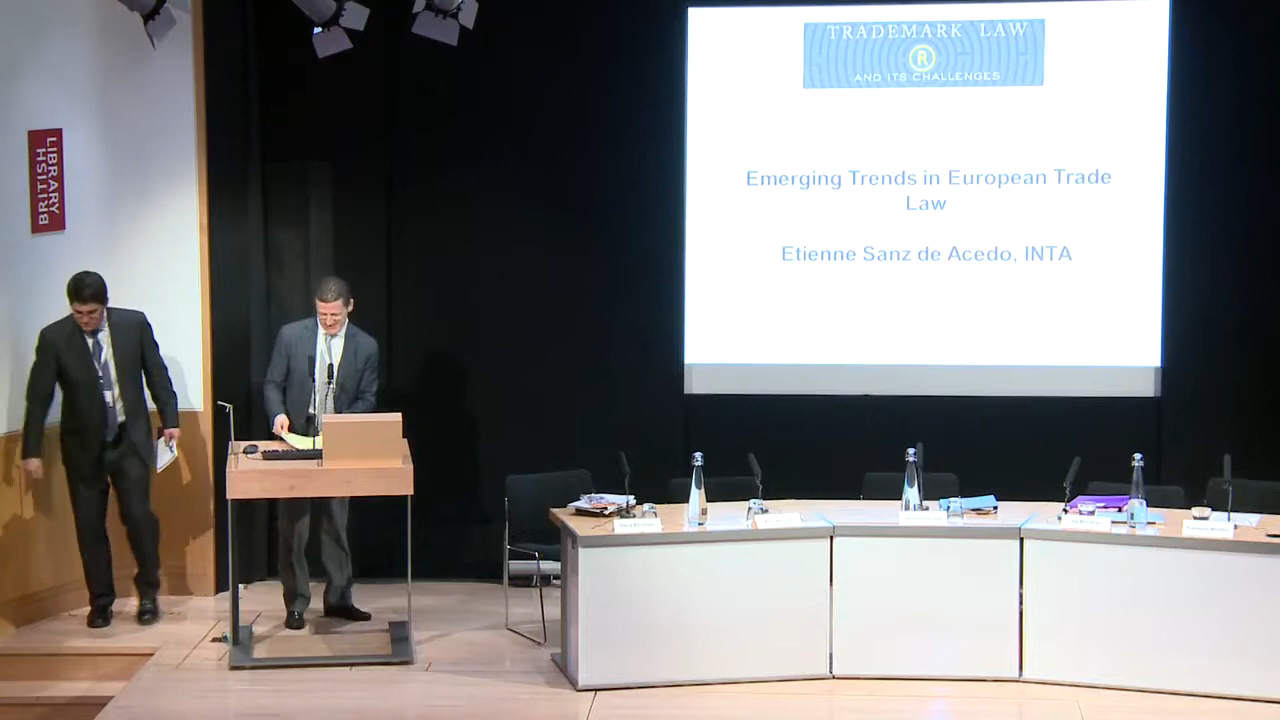 LIBRARY
BRITISH
TRADEMARK LAW
R
AND ITS CHALLENGES
Emerging Trends in European Trade
Law
Etienne Sanz de Acedo, INTA